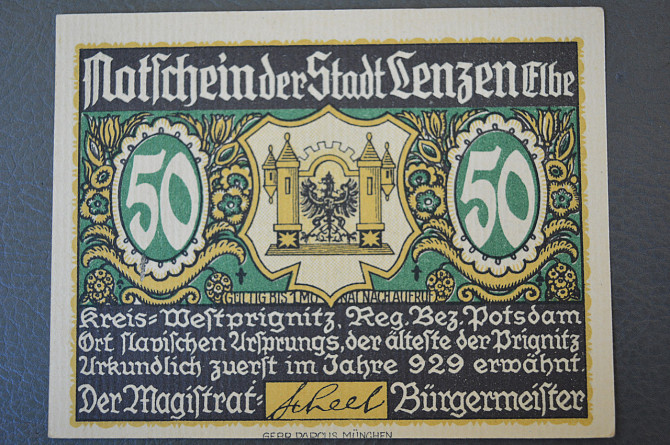 Notschein der Stadt Lenzen Elbe
50
50
GÜLTIG BIS 1 MONAT NACH AUFRUF
Kreis=Westprignitz, Reg. Bez. Potsdam
Ort slavischen Ursprungs, der älteste der Prignitz
Urkundlich zuerst im Jahre 929 erwähnt.
Der Magistrat: Scheel Bürgermeister
GEBR. PARCUS MÜNCHEN